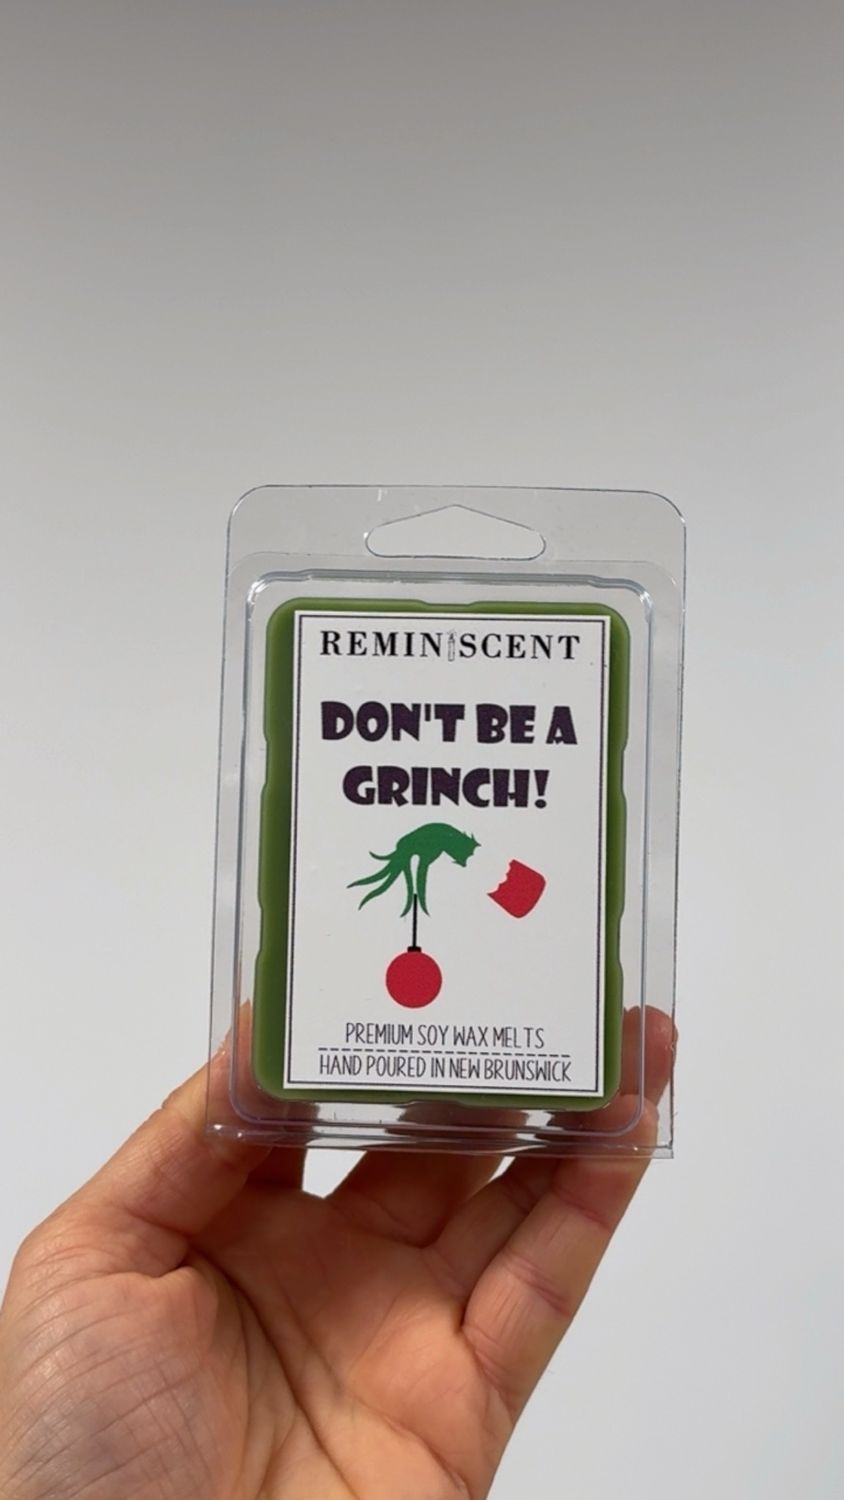 REMINISCENT
DON'T BE A
GRINCH!
PREMIUM SOY WAX MELTS
HAND POURED IN NEW BRUNSWICK